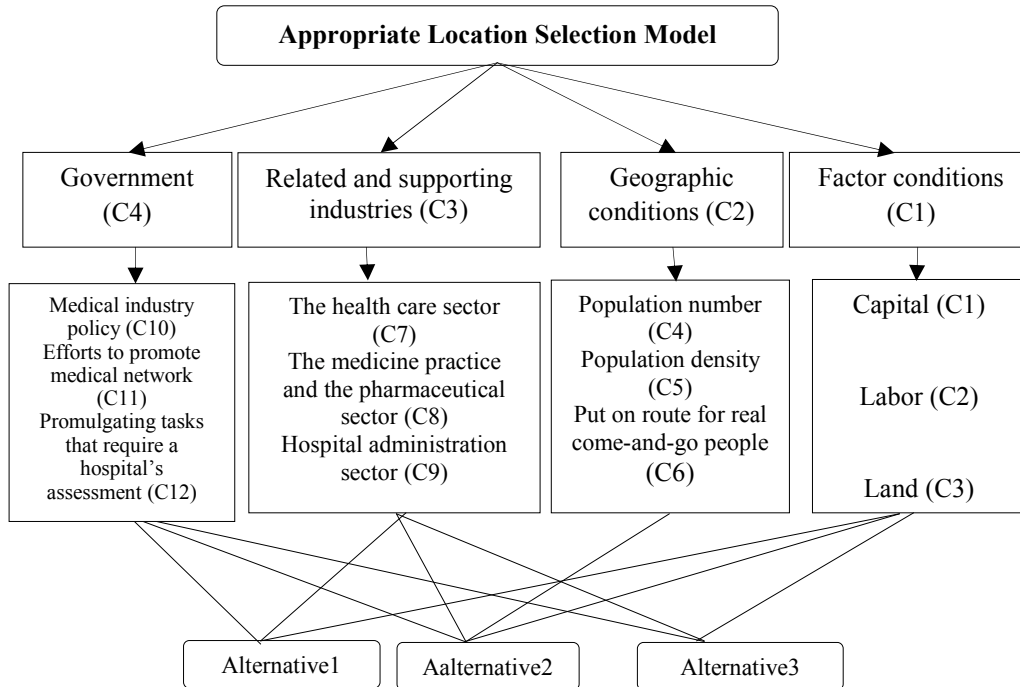 Appropriate Location Selection Model
Government
(C4)
Related and supporting
industries (C3)
Geographic
conditions (C2)
Factor conditions
(C1)
Medical industry
policy (C10)
Efforts to promote
medical network
(C11)
Promulgating tasks
that require a
hospital's
assessment (C12)
The health care sector
(C7)
The medicine practice
and the pharmaceutical
sector (C8)
Hospital administration
sector (C9)
Population number
(C4)
Population density
(C5)
Put on route for real
come-and-go people
(C6)
Capital (C1)
Labor (C2)
Land (C3)
Alternative1
Aalternative2
Alternative3